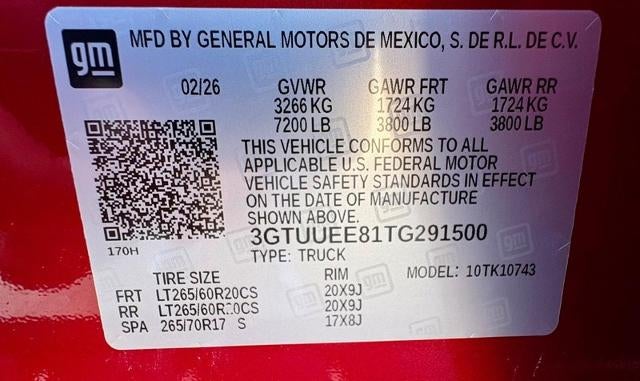 gm MFD BY GENERAL MOTORS DE MEXICO, S. DE R.L. DE C.V.
02/26 GVWR GAWR FRT GAWR RR
3266 KG 1724 KG 1724 KG
7200 LB 3800 LB 3800 LB
THIS VEHICLE CONFORMS TO ALL
APPLICABLE U.S. FEDERAL MOTOR
VEHICLE SAFETY STANDARDS IN EFFECT
ON THE DATE OF MANUFACTURE
SHOWN ABOVE.
3GTUUEE81TG291500
170H
TYPE: TRUCK MODEL: 10TK10743
TIRE SIZE RIM
FRT LT265/60R20CS 20X9J
LT265/60R20CS 20X9J
SPA 265/70R17 S 17X8J